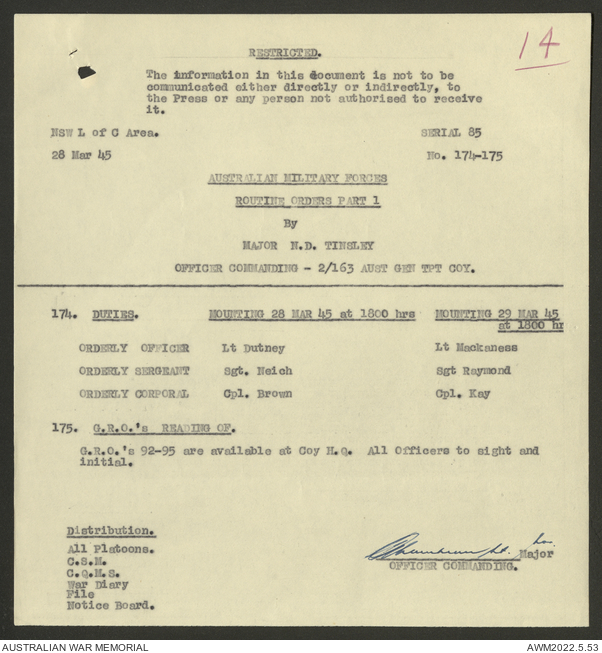 14
RESTRICTED.
The information in this document is not to be
communicated either directly or indirectly, to
the Press or any person not authorised to receive
it.
NSW L of C Area. SERIAL 85
28 Mar 45 No. 174-175
AUSTRALIAN MILITARY FORCES
ROUTINE ORDERS PART 1
By
MAJOR N.D. TINSLEY
OFFICER COMMANDING - 2/163 AUST GEN TPT COY.
174. DUTIES. MOUNTING 28 MAR 45 at 1800 hrs MOUNTING 29 MAR 45
at 1800 hr
ORDERLY OFFICER Lt Dutney Lt Mackaness
ORDERLY SERGEANT Sgt. Neich Sgt Raymond
ORDERLY CORPORAL Cpl. Brown Cpl. Kay
175. G.R.O.'s READING OF.
G.R.O.'s 92-95 are available at Coy H.Q. All Officers to sight and
initial.
Distribution.
All Platoons.
C.S.M.
C.Q.M.S.
War Diary
File
Notice Board.
Major
OFFICER COMMANDING.
AUSTRALIAN WAR MEMORIAL AWM2022.5.53